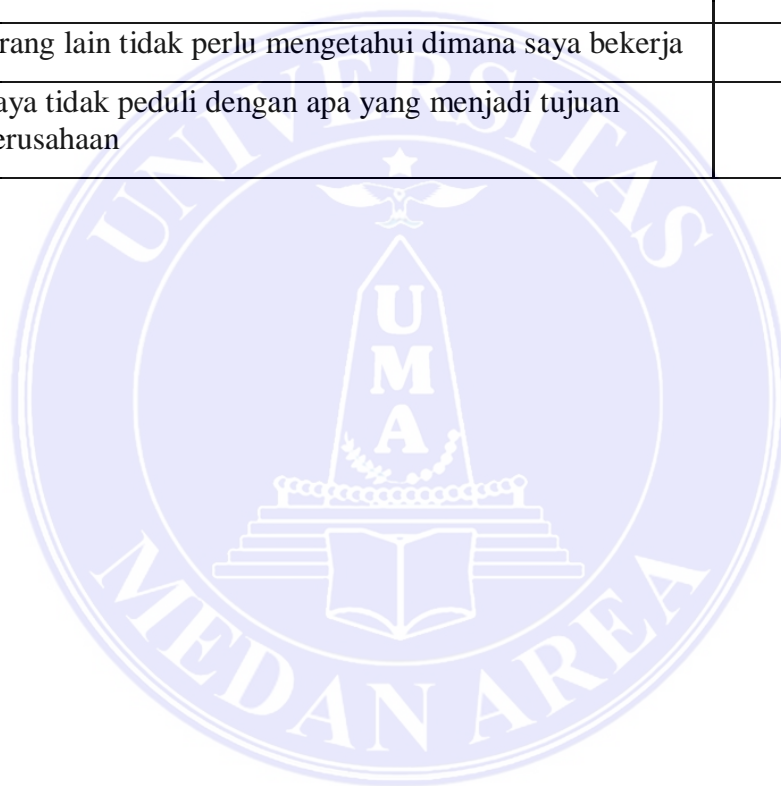 rang lain tidak perlu mengetahui dimana saya bekerja
aya tidak peduli dengan apa yang menjadi tujuan
erusahaan
UNIVERSITAS
UMA
MEDAN AREA